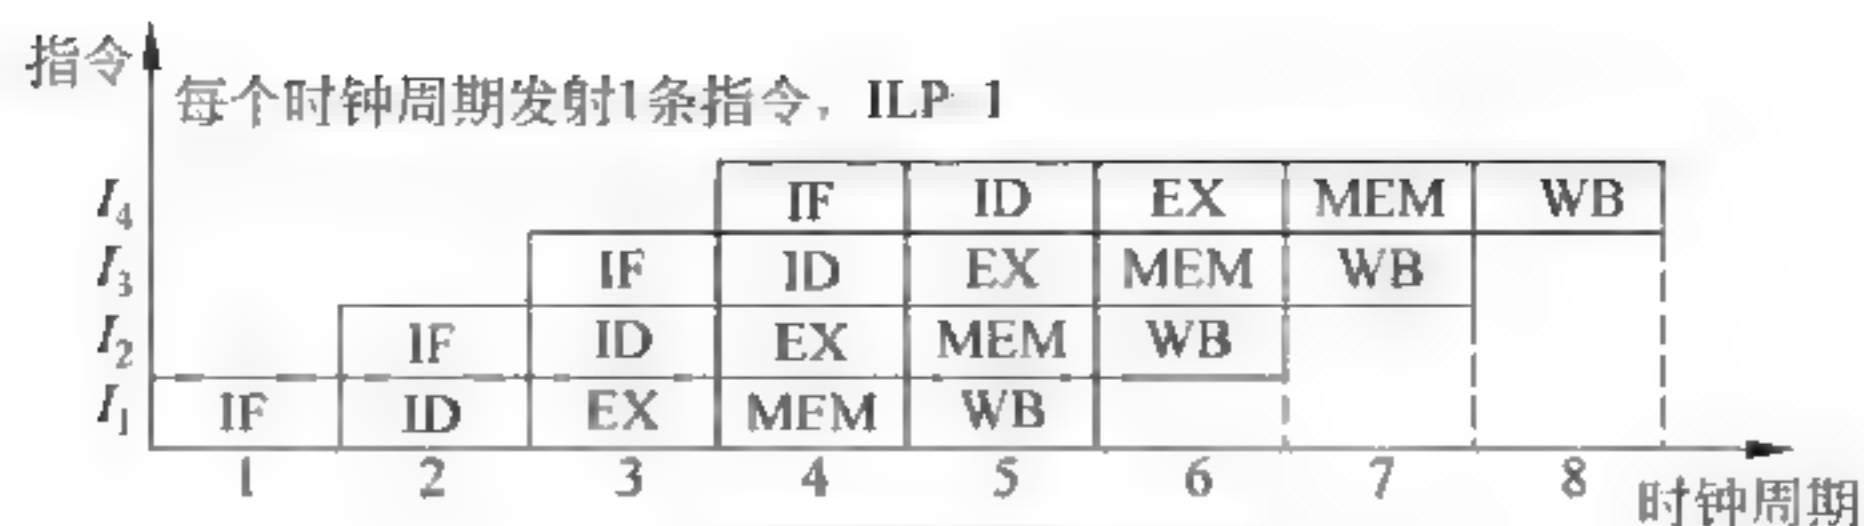 指令
每个时钟周期发射1条指令，ILP 1
I4 IF ID EX MEM WB
I3 IF ID EX MEM WB
I2 IF ID EX MEM WB
I1 IF ID EX MEM WB
1 2 3 4 5 6 7 8
时钟周期